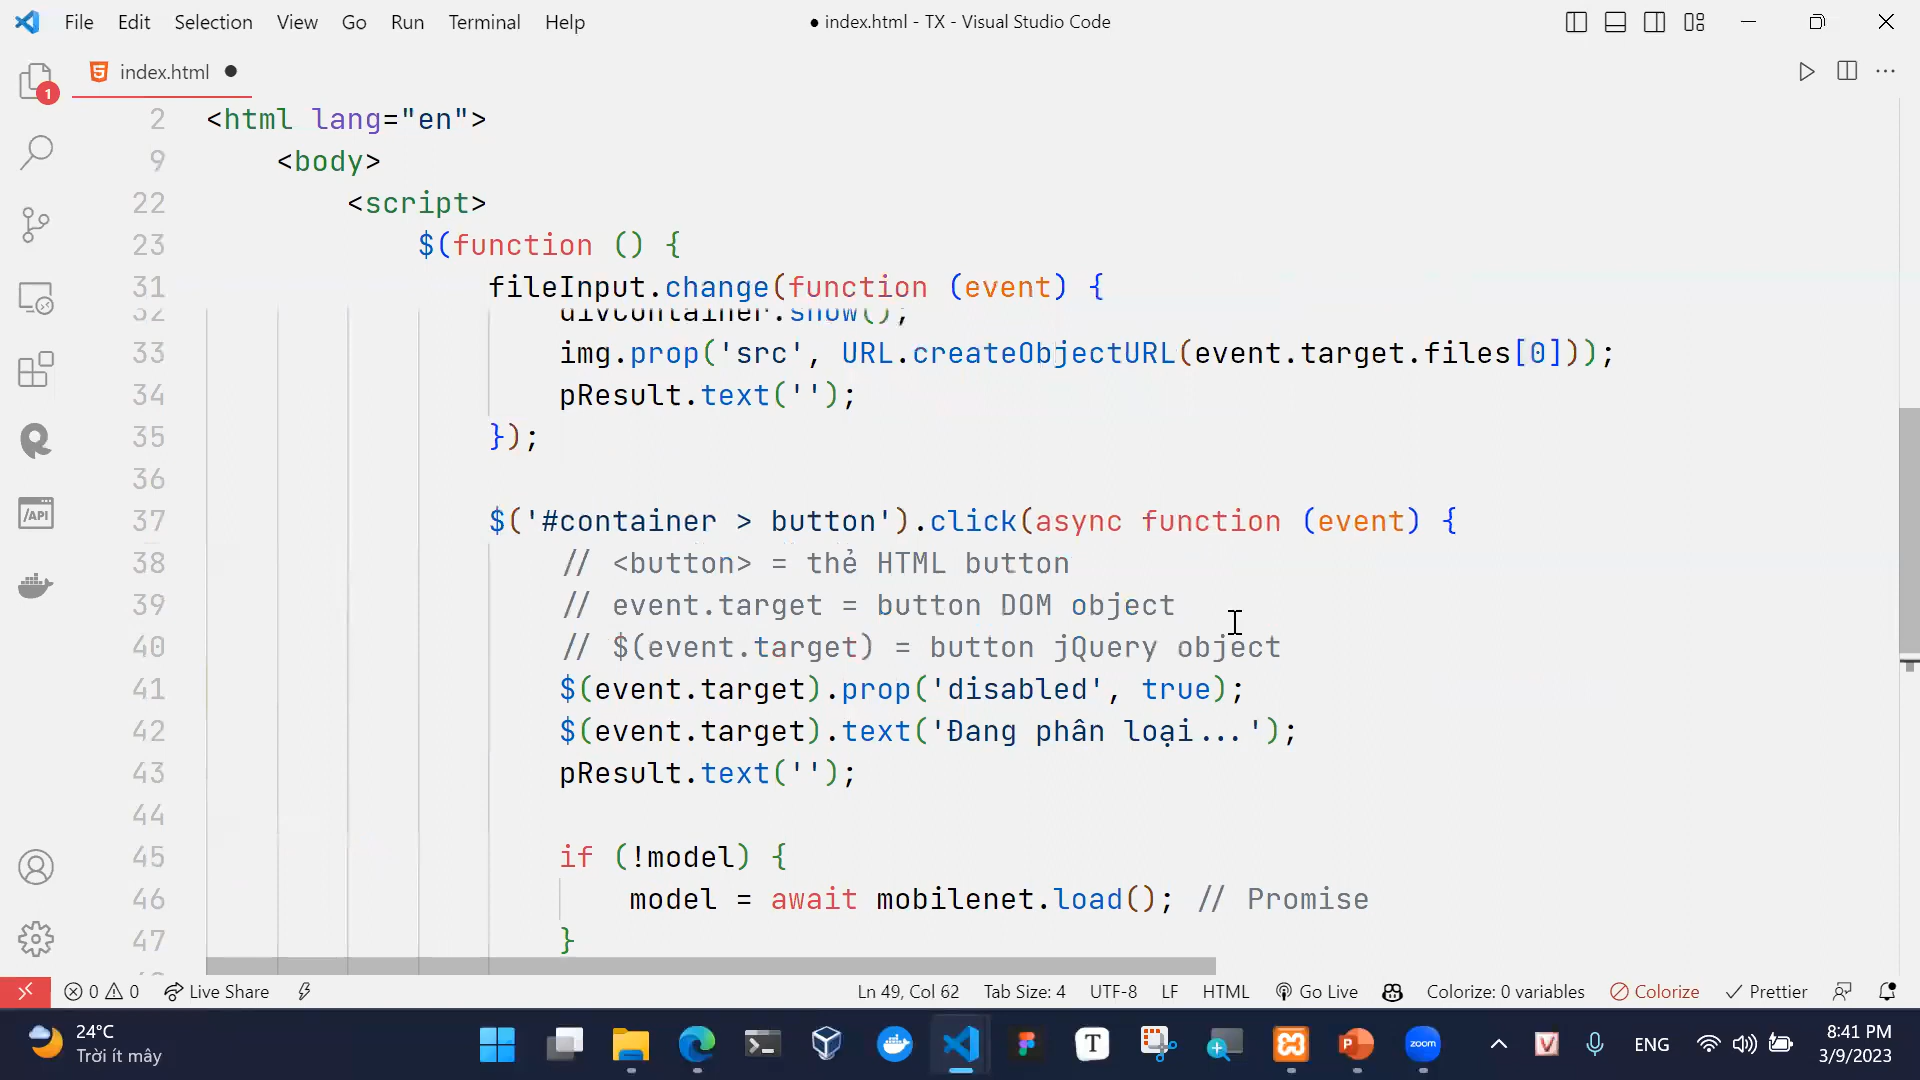 File Edit Selection View Go Run Terminal Help
● index.html - TX - Visual Studio Code
index.html ●
1
2 <html lang="en">
9 <body>
22 <script>
23 $(function () {
31 fileInput.change(function (event) {
32 divContainer.show();
33 img.prop('src', URL.createObjectURL(event.target.files[0]));
34 pResult.text('');
35 });
36
37 $('#container > button').click(async function (event) {
38 // <button> = thẻ HTML button
39 // event.target = button DOM object
40 // $(event.target) = button jQuery object
41 $(event.target).prop('disabled', true);
42 $(event.target).text('Đang phân loại...');
43 pResult.text('');
44
45 if (!model) {
46 model = await mobilenet.load(); // Promise
47 }
/API
0 0 Live Share Ln 49, Col 62 Tab Size: 4 UTF-8 LF HTML Go Live Colorize: 0 variables Colorize Prettier
24°C
Trời ít mây
T
zoom
V
ENG
8:41 PM
3/9/2023